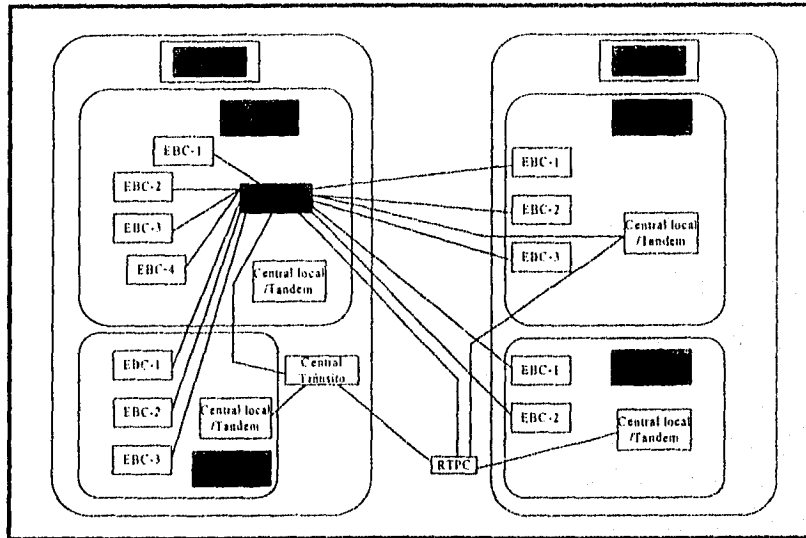 EBC-1
EBC-2
EBC-3
EBC-4
Central local
/Tandem
EBC-1
EBC-2
EBC-3
Central local
/Tandem
Central
Tránsito
EBC-1
EBC-2
EBC-3
Central local
/Tandem
EBC-1
EBC-2
Central local
/Tandem
RTPC